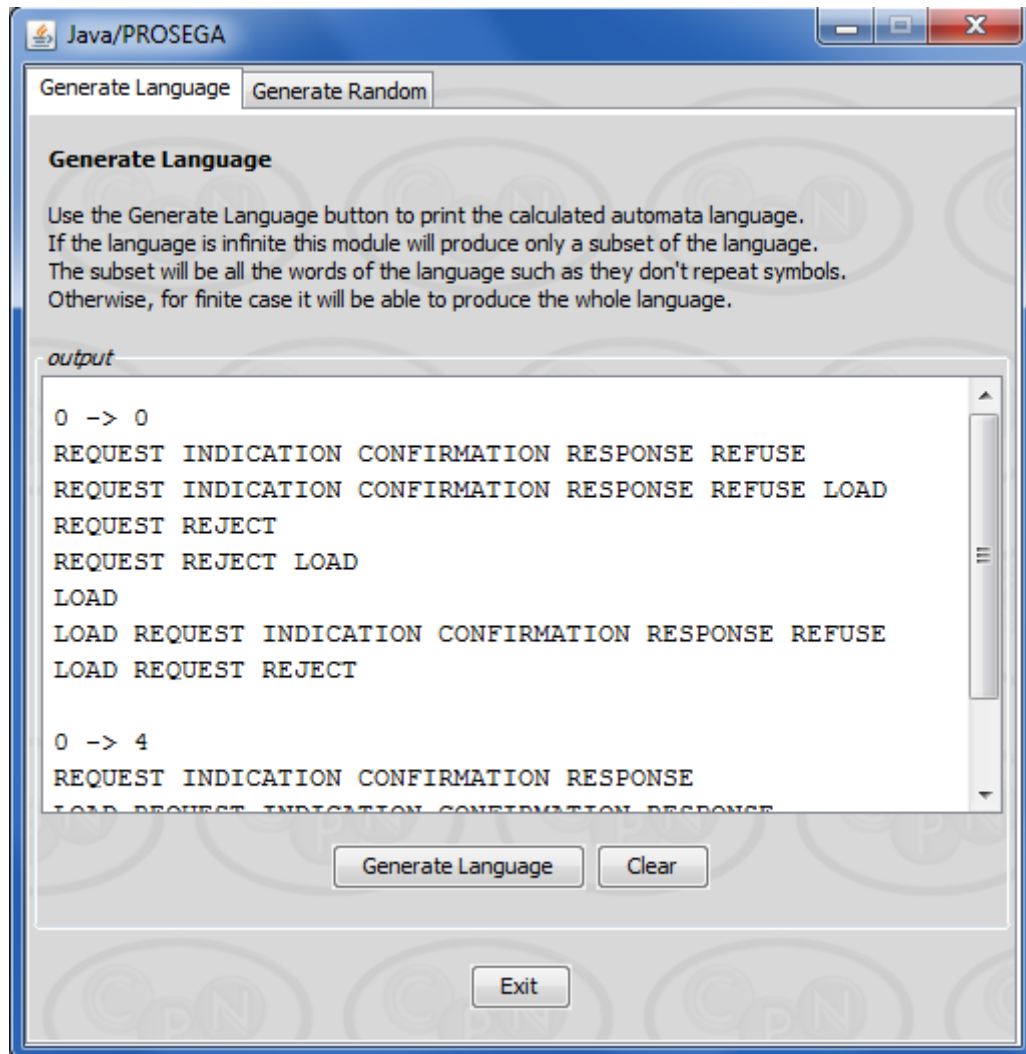 Java/PROSEGA
Generate Language Generate Random
Generate Language
Use the Generate Language button to print the calculated automata language.
If the language is infinite this module will produce only a subset of the language.
The subset will be all the words of the language such as they don't repeat symbols.
Otherwise, for finite case it will be able to produce the whole language.
output
0 -> 0
REQUEST INDICATION CONFIRMATION RESPONSE REFUSE
REQUEST INDICATION CONFIRMATION RESPONSE REFUSE LOAD
REQUEST REJECT
REQUEST REJECT LOAD
LOAD
LOAD REQUEST INDICATION CONFIRMATION RESPONSE REFUSE
LOAD REQUEST REJECT
0 -> 4
REQUEST INDICATION CONFIRMATION RESPONSE
LOAD REQUEST INDICATION CONFIRMATION RESPONSE
Generate Language Clear
Exit